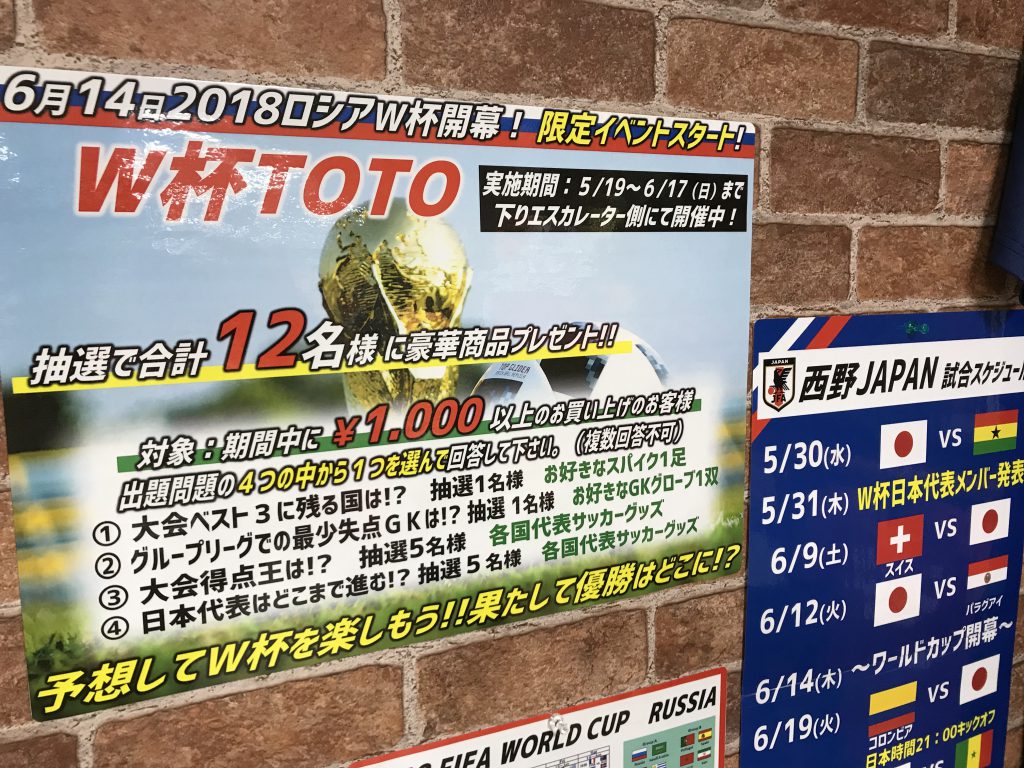 6月14日2018ロシアW杯開幕！ 限定イベントスタート！
W杯TOTO
実施期間：5/19～6/17（日）まで
下りエスカレーター側にて開催中！
抽選で合計12名様に豪華商品プレゼント!!
対象：期間中に￥1.000以上のお買い上げのお客様
出題問題の4つの中から1つを選んで回答して下さい。（複数回答不可）
① 大会ベスト3に残る国は!? 抽選1名様 お好きなスパイク1足
② グループリーグでの最少失点GKは!? 抽選1名様 お好きなGKグローブ1双
③ 大会得点王は!? 抽選5名様 各国代表サッカーグッズ
④ 日本代表はどこまで進む!? 抽選5名様 各国代表サッカーグッズ
予想してW杯を楽しもう!!果たして優勝はどこに!?
TOP GLIDER
JAPAN
JFA
西野JAPAN 試合スケジュール
5/30(水) VS
5/31(木) W杯日本代表メンバー発表
6/9(土) VS
スイス
6/12(火) VS
パラグアイ
6/14(木) ～ワールドカップ開幕～
6/19(火) VS
コロンビア
日本時間21：00キックオフ
FIFA WORLD CUP RUSSIA